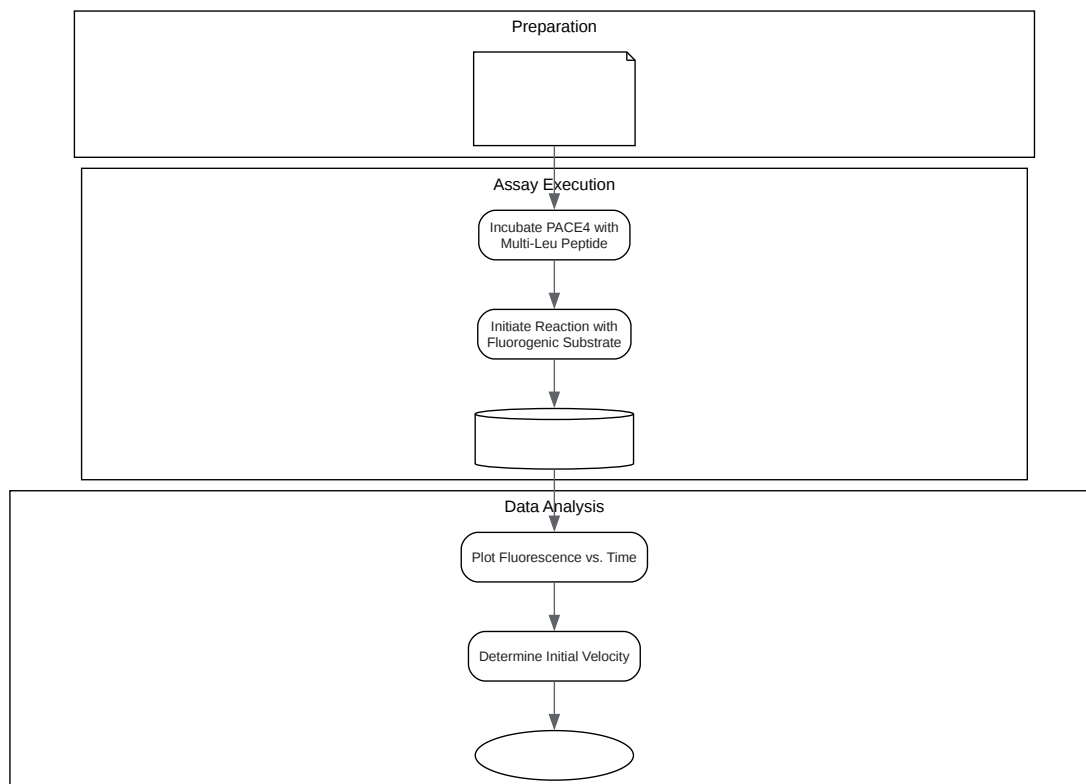 Preparation
Assay Execution
Incubate PACE4 with
Multi-Leu Peptide
Initiate Reaction with
Fluorogenic Substrate
Data Analysis
Plot Fluorescence vs. Time
Determine Initial Velocity